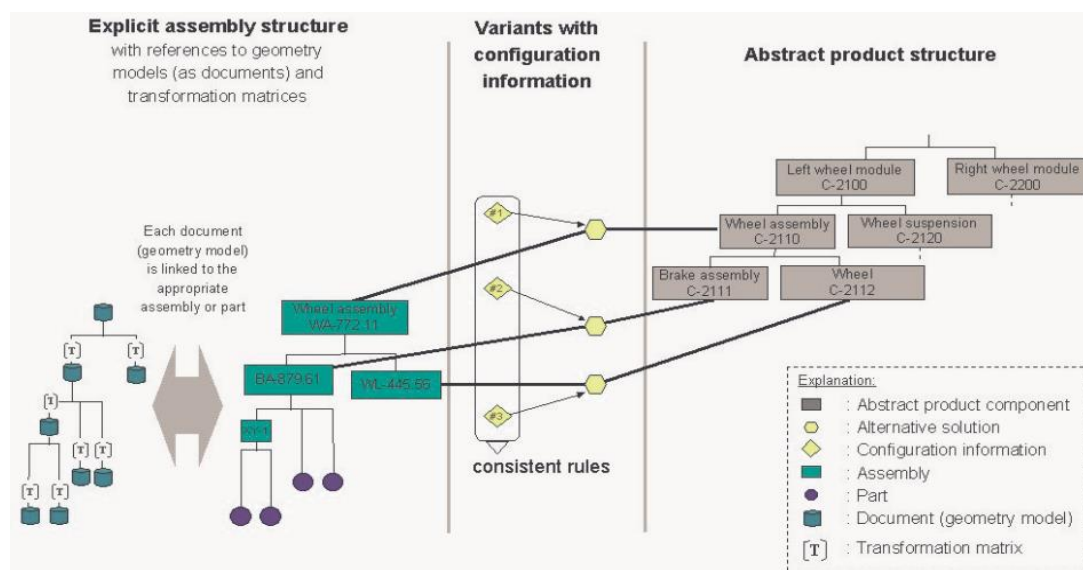 Explicit assembly structure
with references to geometry
models (as documents) and
transformation matrices
Variants with
configuration
information
Abstract product structure
Each document
(geometry model)
is linked to the
appropriate
assembly or part
[T]
[T]
[T]
[T]
[T]
[T]
[T]
Wheel assembly
WA-772.11
BA-879.61
WL-445.56
#1
#2
#3
consistent rules
Left wheel module
C-2100
Right wheel module
C-2200
Wheel assembly
C-2110
Wheel suspension
C-2120
Brake assembly
C-2111
Wheel
C-2112
Explanation:
: Abstract product component
: Alternative solution
: Configuration information
: Assembly
: Part
: Document (geometry model)
[T] : Transformation matrix